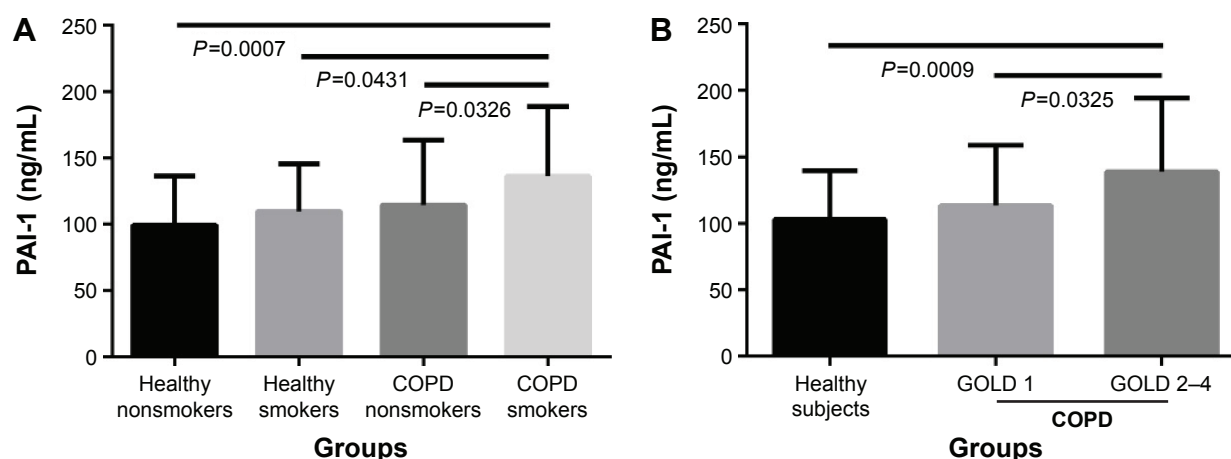 A
PAI-1 (ng/mL)
250
200
150
100
50
0
P=0.0007
P=0.0431
P=0.0326
Healthy
nonsmokers
Healthy
smokers
COPD
nonsmokers
COPD
smokers
Groups
B
PAI-1 (ng/mL)
250
200
150
100
50
0
P=0.0009
P=0.0325
Healthy
subjects
GOLD 1
GOLD 2–4
COPD
Groups